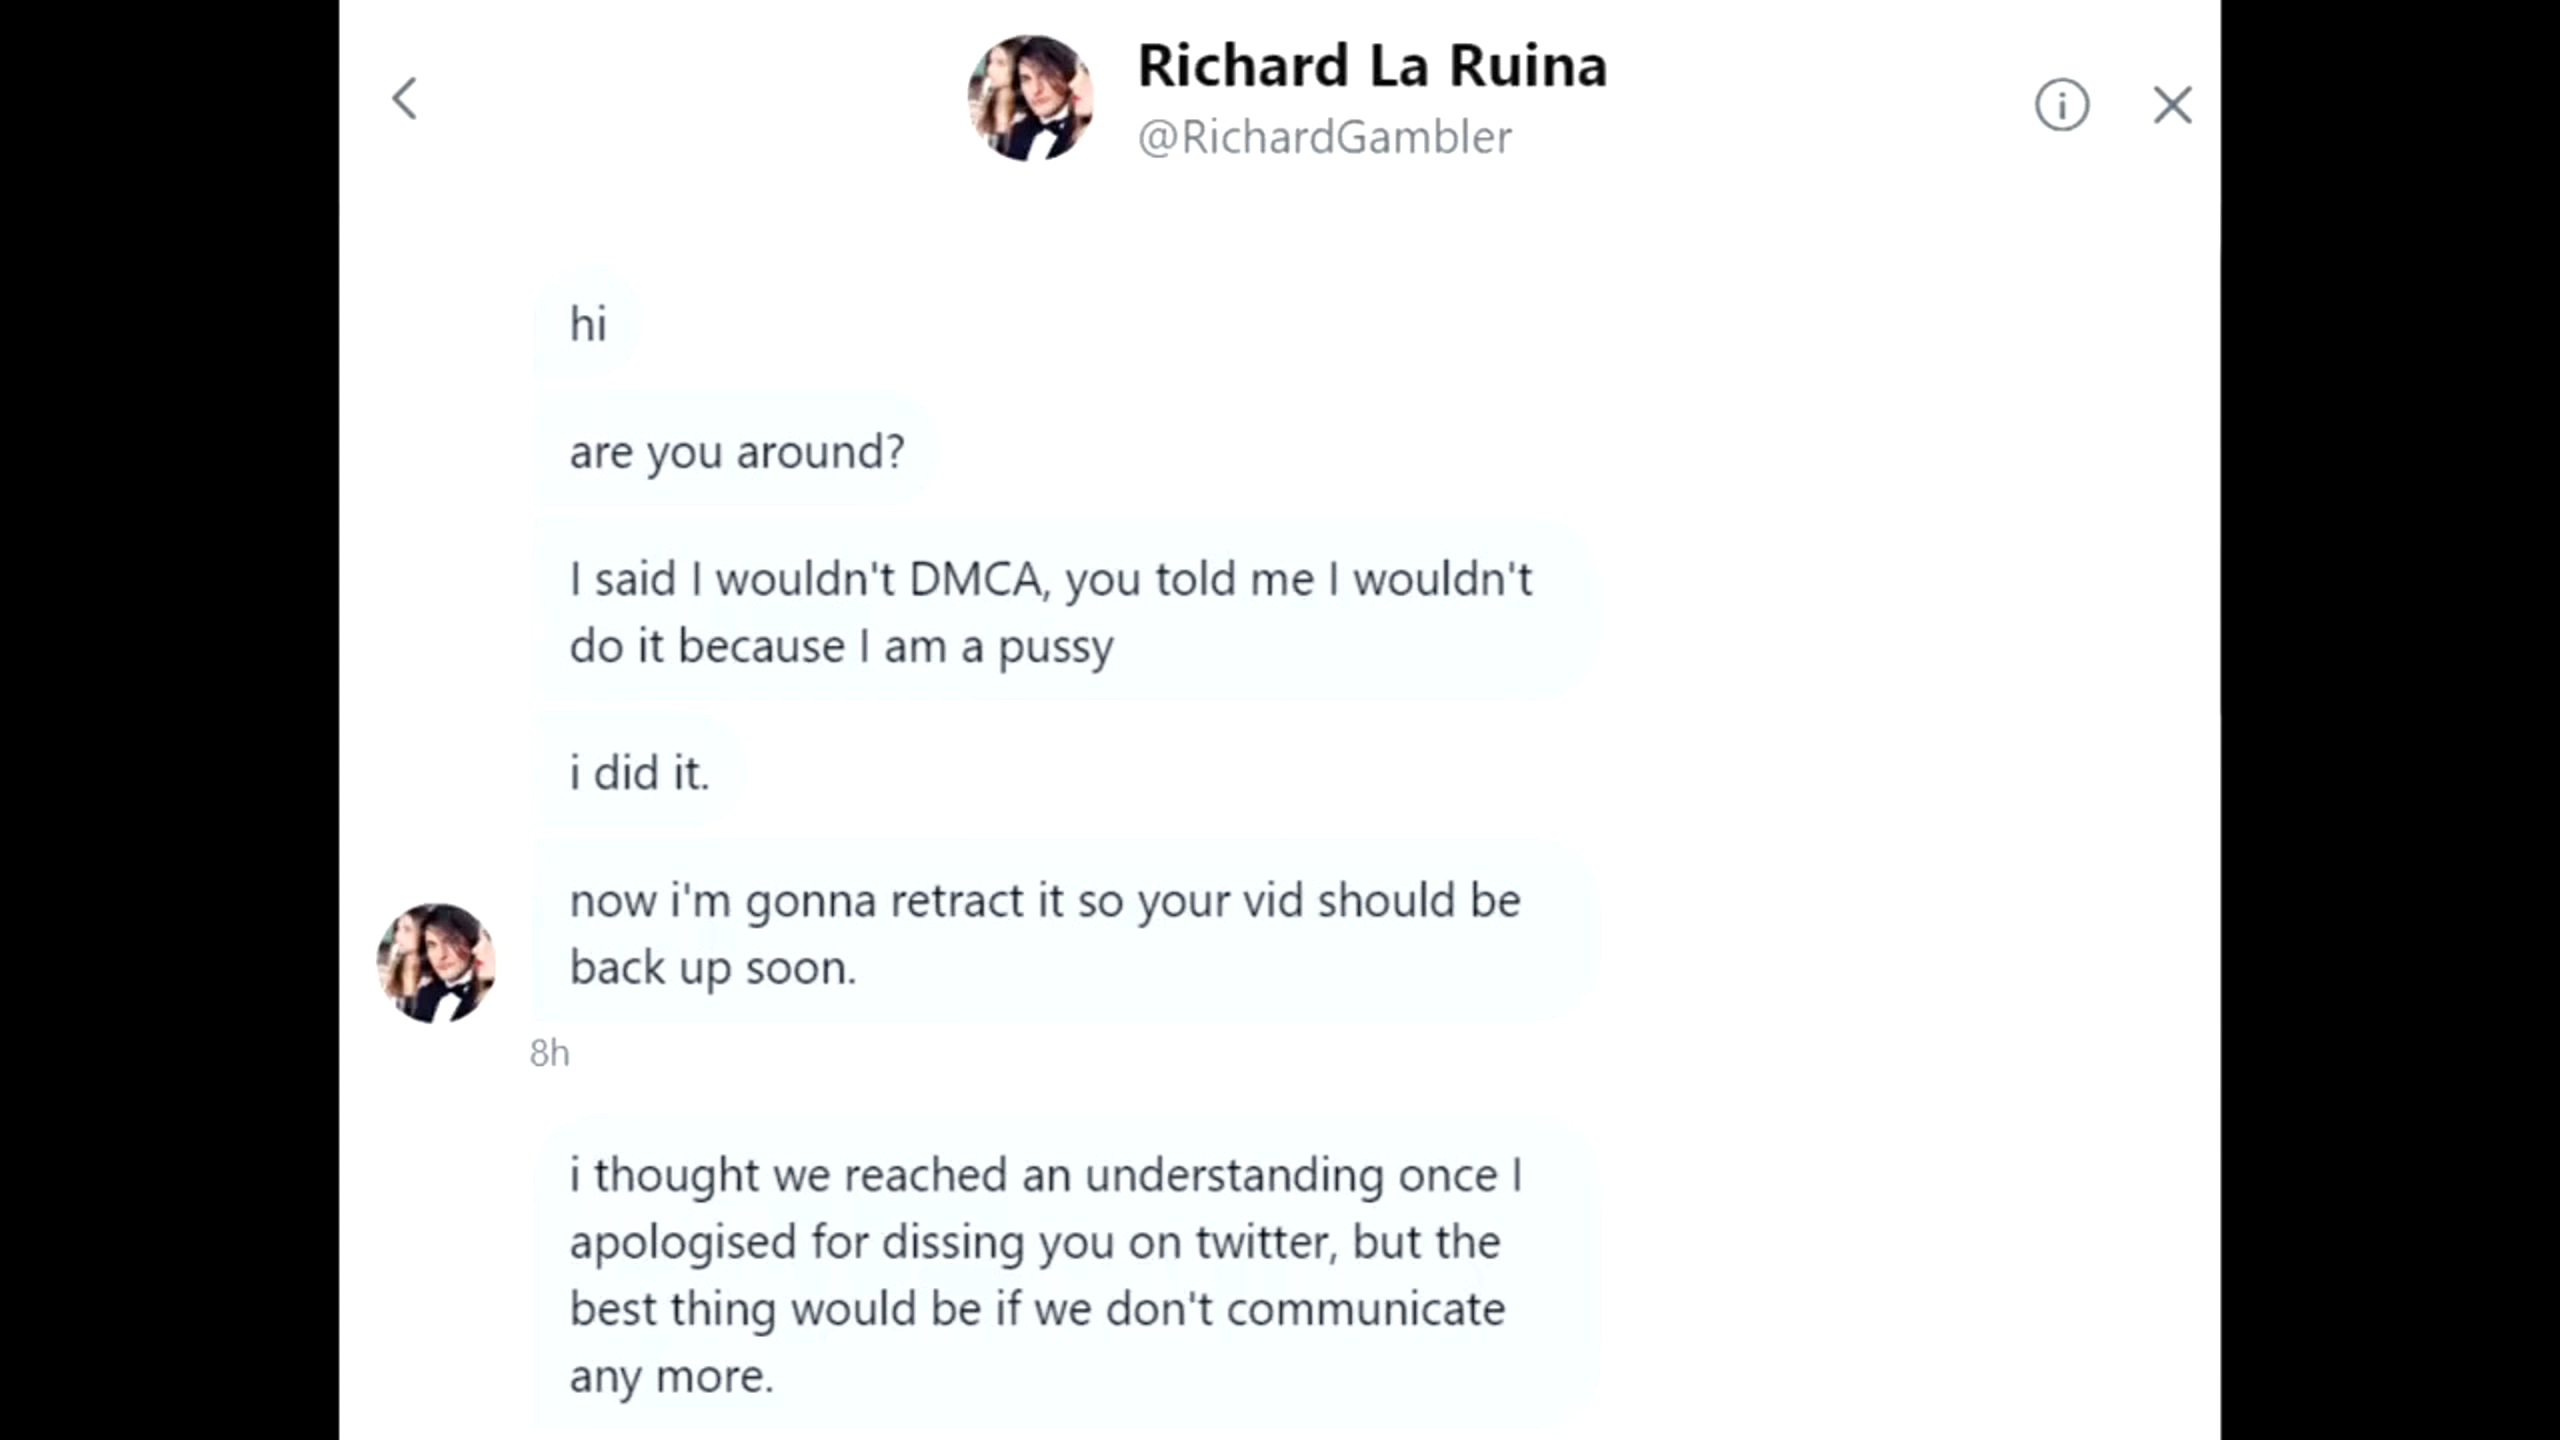 Richard La Ruina
@RichardGambler
hi
are you around?
I said I wouldn't DMCA, you told me I wouldn't
do it because I am a pussy
i did it.
now i'm gonna retract it so your vid should be
back up soon.
8h
i thought we reached an understanding once I
apologised for dissing you on twitter, but the
best thing would be if we don't communicate
any more.